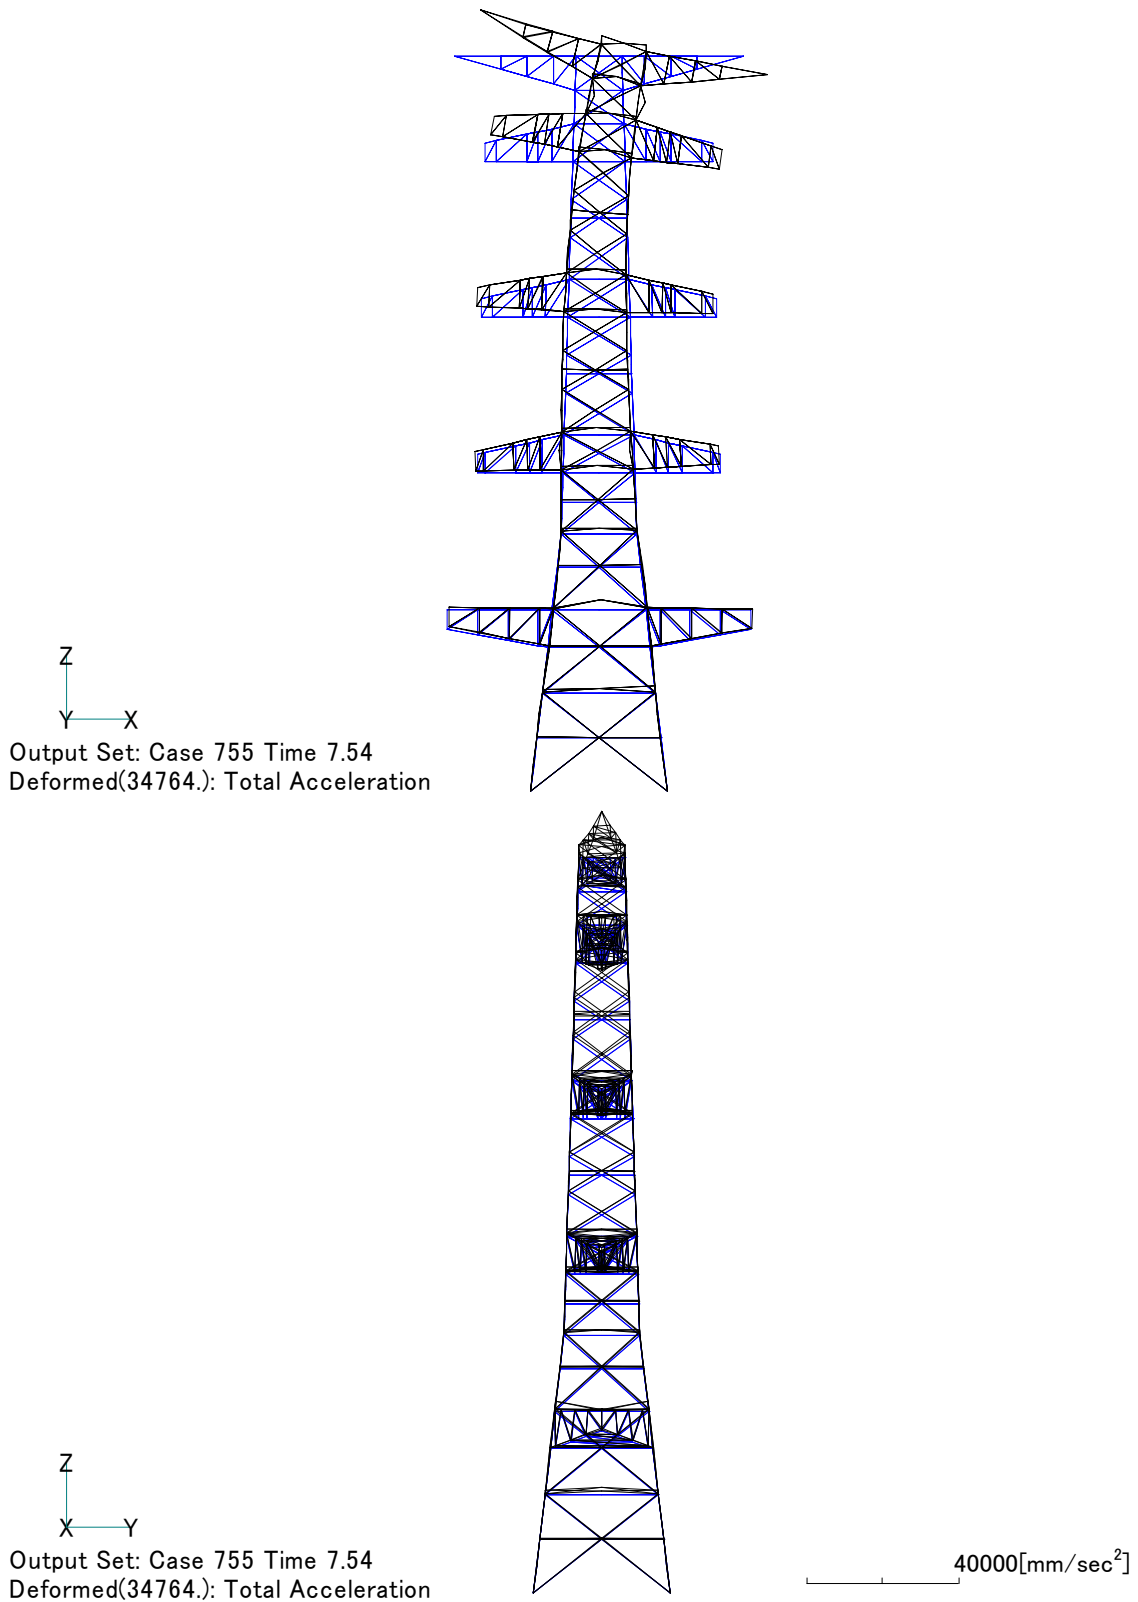 Z
Y X
Output Set: Case 755 Time 7.54
Deformed(34764.): Total Acceleration
Z
X Y
Output Set: Case 755 Time 7.54
Deformed(34764.): Total Acceleration
40000[mm/sec²]